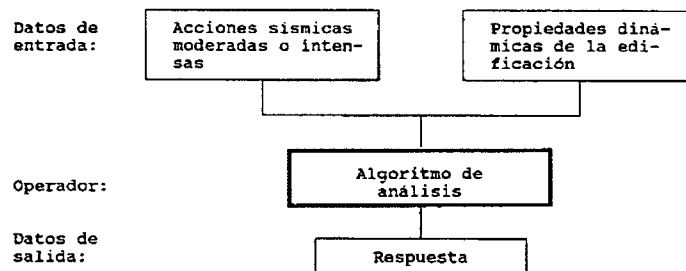 Datos de
entrada:
Acciones sísmicas
moderadas o inten-
sas
Propiedades diná-
micas de la edi-
ficación
Operador:
Algoritmo de
análisis
Datos de
salida:
Respuesta